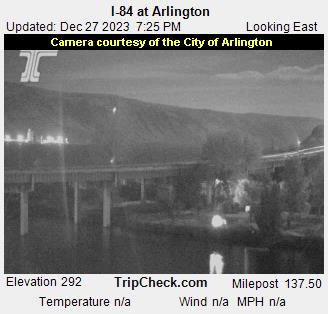 I-84 at Arlington
Updated: Dec 27 2023 7:25 PM Looking East
Camera courtesy of the City of Arlington
Elevation 292 TripCheck.com Milepost 137.50
Temperature n/a Wind n/a MPH n/a